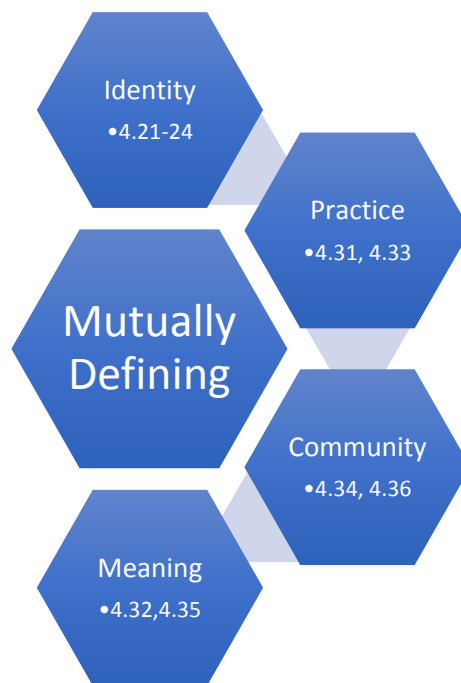 Identity
•4.21-24
Practice
•4.31, 4.33
Mutually
Defining
Community
•4.34, 4.36
Meaning
•4.32,4.35